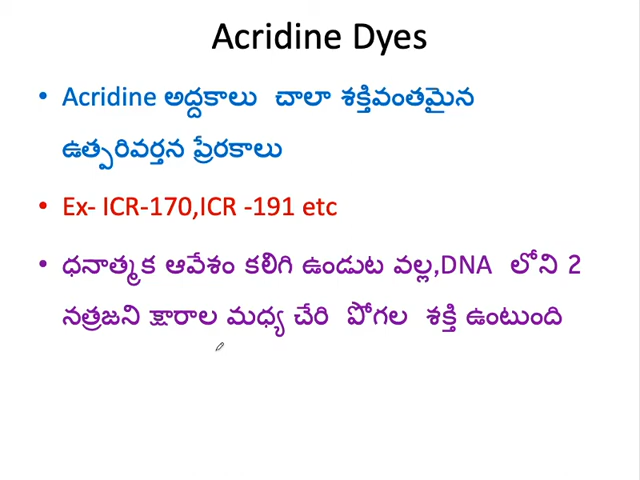 Acridine Dyes
• Acridine అద్దకాలు చాలా శక్తివంతమైన
ఉత్పరివర్తన ప్రేరకాలు
• Ex- ICR-170,ICR -191 etc
• ధనాత్మక ఆవేశం కలిగి ఉండుట వల్ల,DNA లోని 2
నత్రజని క్షారాల మధ్య చేరి పోగల శక్తి ఉంటుంది